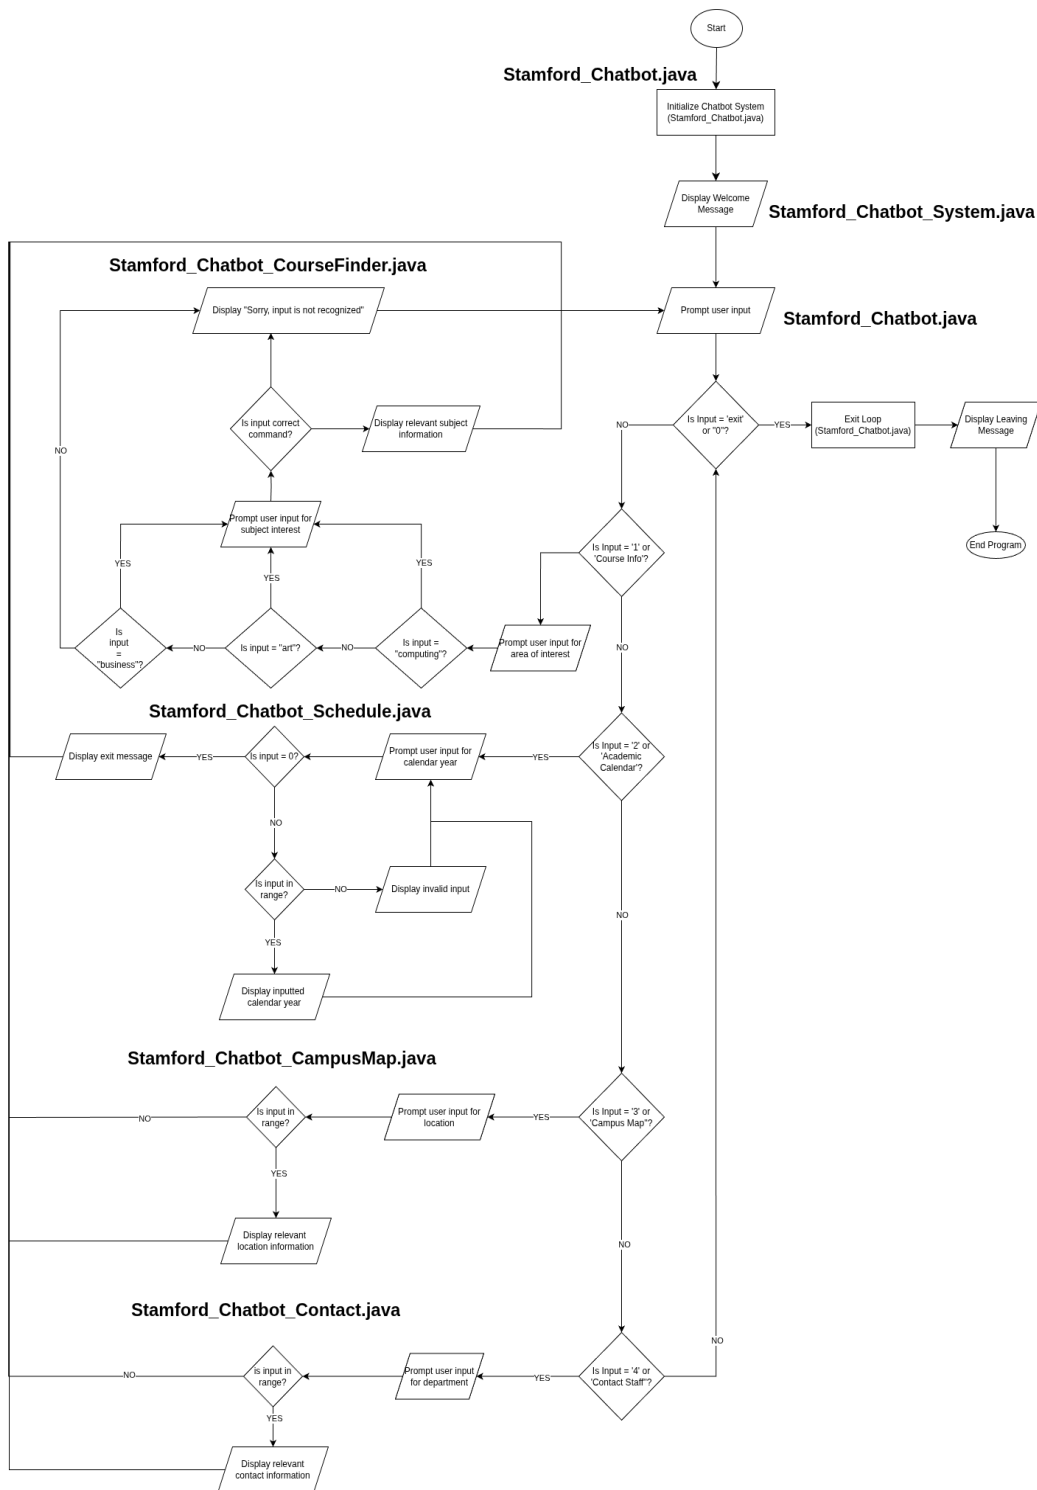 Start
Stamford_Chatbot.java
Initialize Chatbot System
(Stamford_Chatbot.java)
Display Welcome
Message
Stamford_Chatbot_System.java
Stamford_Chatbot_CourseFinder.java
Display "Sorry, input is not recognized"
Prompt user input
Stamford_Chatbot.java
Is input correct
command?
Display relevant subject
information
Is Input = 'exit'
or "0"?
NO
YES
Exit Loop
(Stamford_Chatbot.java)
Display Leaving
Message
NO
Prompt user input for
subject interest
End Program
Is Input = '1' or
'Course Info'?
YES
YES
YES
Is
input
=
"business"?
NO
Is input = "art"?
NO
Is input =
"computing"?
Prompt user input for
area of interest
NO
Stamford_Chatbot_Schedule.java
Display exit message
YES
Is input = 0?
Prompt user input for
calendar year
YES
Is Input = '2' or
'Academic
Calendar'?
NO
Is input in
range?
NO
Display invalid input
NO
YES
Display inputted
calendar year
Stamford_Chatbot_CampusMap.java
NO
Is input in
range?
Prompt user input for
location
YES
Is Input = '3' or
'Campus Map"?
YES
Display relevant
location information
NO
Stamford_Chatbot_Contact.java
NO
NO
is input in
range?
Prompt user input
for department
YES
Is Input = '4' or
'Contact Staff"?
YES
Display relevant
contact information